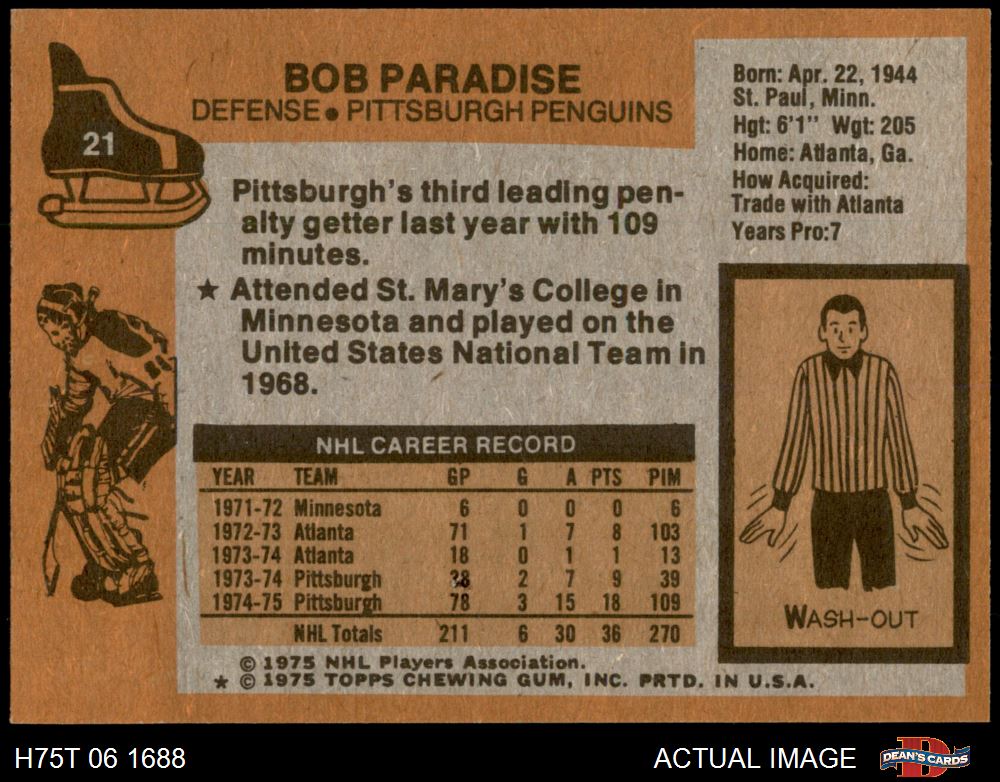 21
BOB PARADISE
DEFENSE ● PITTSBURGH PENGUINS
Born: Apr. 22, 1944
St. Paul, Minn.
Hgt: 6'1" Wgt: 205
Home: Atlanta, Ga.
How Acquired:
Trade with Atlanta
Years Pro:7
Pittsburgh's third leading pen-
alty getter last year with 109
minutes.
★ Attended St. Mary's College in
Minnesota and played on the
United States National Team in
1968.
NHL CAREER RECORD
YEAR TEAM GP G A PTS PIM
1971-72 Minnesota 6 0 0 0 6
1972-73 Atlanta 71 1 7 8 103
1973-74 Atlanta 18 0 1 1 13
1973-74 Pittsburgh 38 2 7 9 39
1974-75 Pittsburgh 78 3 15 18 109
NHL Totals 211 6 30 36 270
© 1975 NHL Players Association.
★ © 1975 TOPPS CHEWING GUM, INC. PRTD. IN U.S.A.
WASH-OUT
H75T 06 1688
ACTUAL IMAGE
D
DEAN'S CARDS